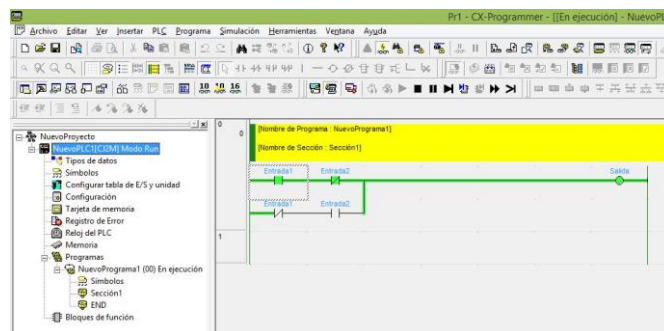 Pr1 - CX-Programmer - [[En ejecución] - NuevoPL
Archivo Editar Ver Insertar PLC Programa Simulación Herramientas Ventana Ayuda
NuevoProyecto
NuevoPLC1[CJ2M] Modo Run
Tipos de datos
Símbolos
Configurar tabla de E/S y unidad
Configuración
Tarjeta de memoria
Registro de Error
Reloj del PLC
Memoria
Programas
NuevoPrograma1 (00) En ejecución
Símbolos
Sección1
END
Bloques de función
0
0
[Nombre de Programa : NuevoPrograma1]
[Nombre de Sección : Sección1]
Entrada1 Entrada2 Salida
Entrada1 Entrada2
1